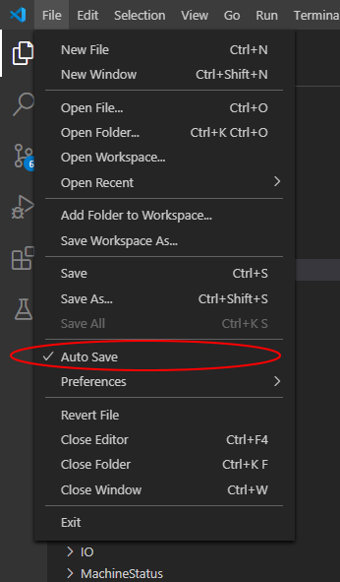 File Edit Selection View Go Run Termina
New File Ctrl+N
New Window Ctrl+Shift+N
Open File... Ctrl+O
Open Folder... Ctrl+K Ctrl+O
Open Workspace...
Open Recent
Add Folder to Workspace...
Save Workspace As...
Save Ctrl+S
Save As... Ctrl+Shift+S
Save All Ctrl+K S
Auto Save
Preferences
Revert File
Close Editor Ctrl+F4
Close Folder Ctrl+K F
Close Window Ctrl+W
Exit
IO
MachineStatus
6